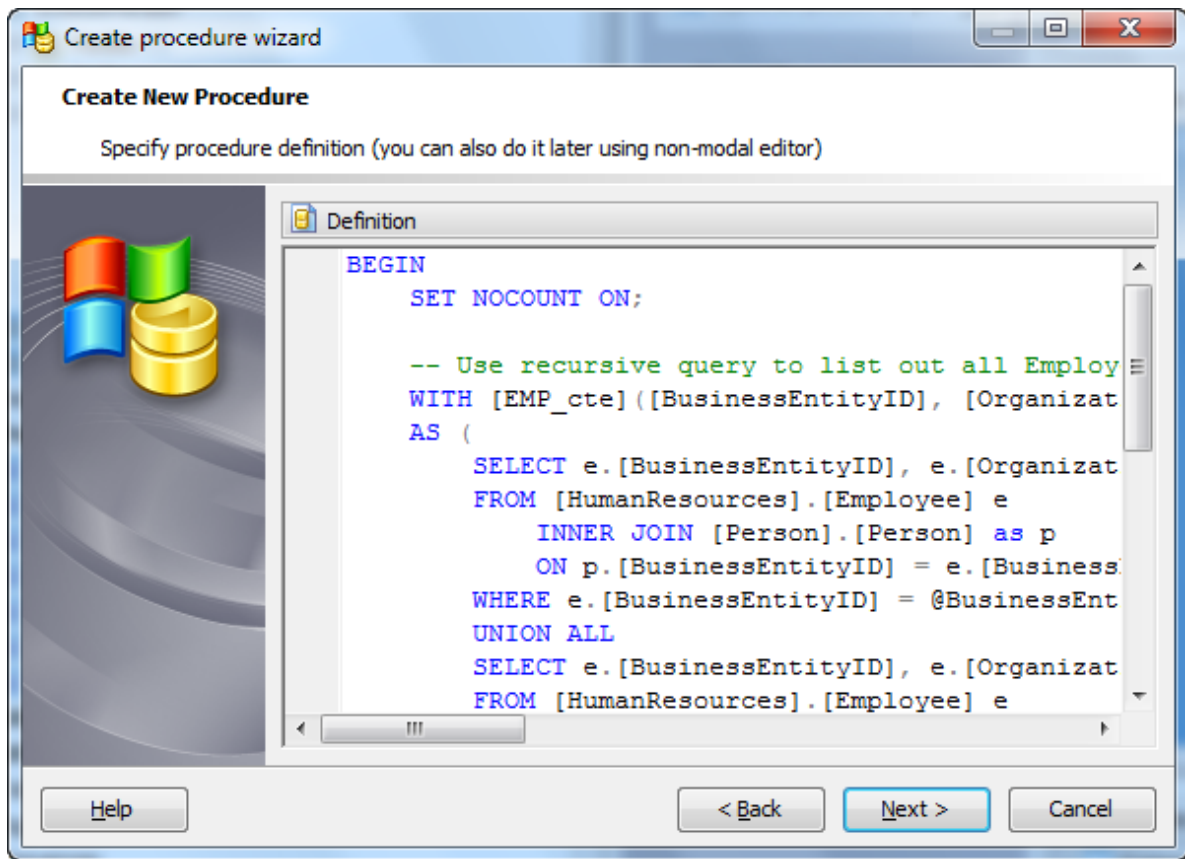 Create procedure wizard
Create New Procedure
Specify procedure definition (you can also do it later using non-modal editor)
Definition
BEGIN
SET NOCOUNT ON;
-- Use recursive query to list out all Employ
WITH [EMP_cte]([BusinessEntityID], [Organizat
AS (
SELECT e.[BusinessEntityID], e.[Organizat
FROM [HumanResources].[Employee] e
INNER JOIN [Person].[Person] as p
ON p.[BusinessEntityID] = e.[Business
WHERE e.[BusinessEntityID] = @BusinessEnt
UNION ALL
SELECT e.[BusinessEntityID], e.[Organizat
FROM [HumanResources].[Employee] e
Help
< Back
Next >
Cancel